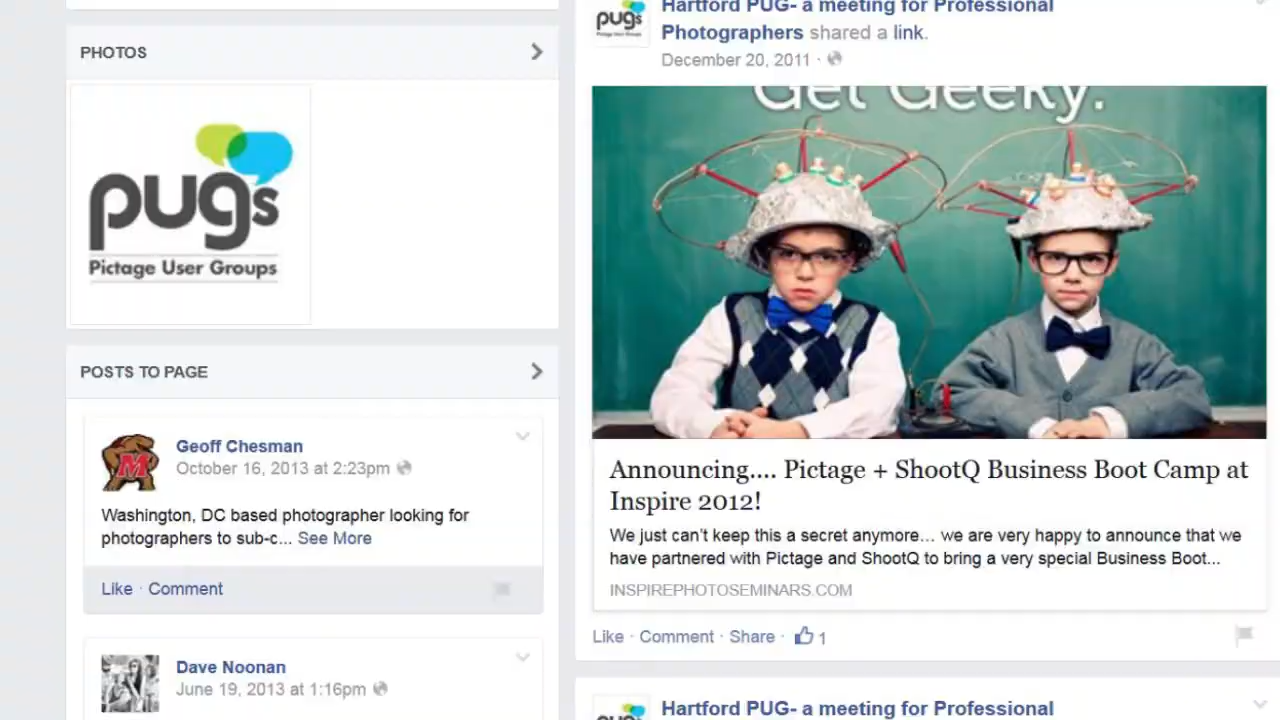 PHOTOS
pugs
Pictage User Groups
POSTS TO PAGE
Geoff Chesman
October 16, 2013 at 2:23pm
Washington, DC based photographer looking for
photographers to sub-c... See More
Like · Comment
Dave Noonan
June 19, 2013 at 1:16pm
pugs
Pictage User Groups
Hartford PUG- a meeting for Professional
Photographers shared a link.
December 20, 2011 ·
Get Geeky.
M
Announcing.... Pictage + ShootQ Business Boot Camp at
Inspire 2012!
We just can't keep this a secret anymore... we are very happy to announce that we
have partnered with Pictage and ShootQ to bring a very special Business Boot...
INSPIREPHOTOSEMINARS.COM
Like · Comment · Share · 1
pugs
Hartford PUG- a meeting for Professional